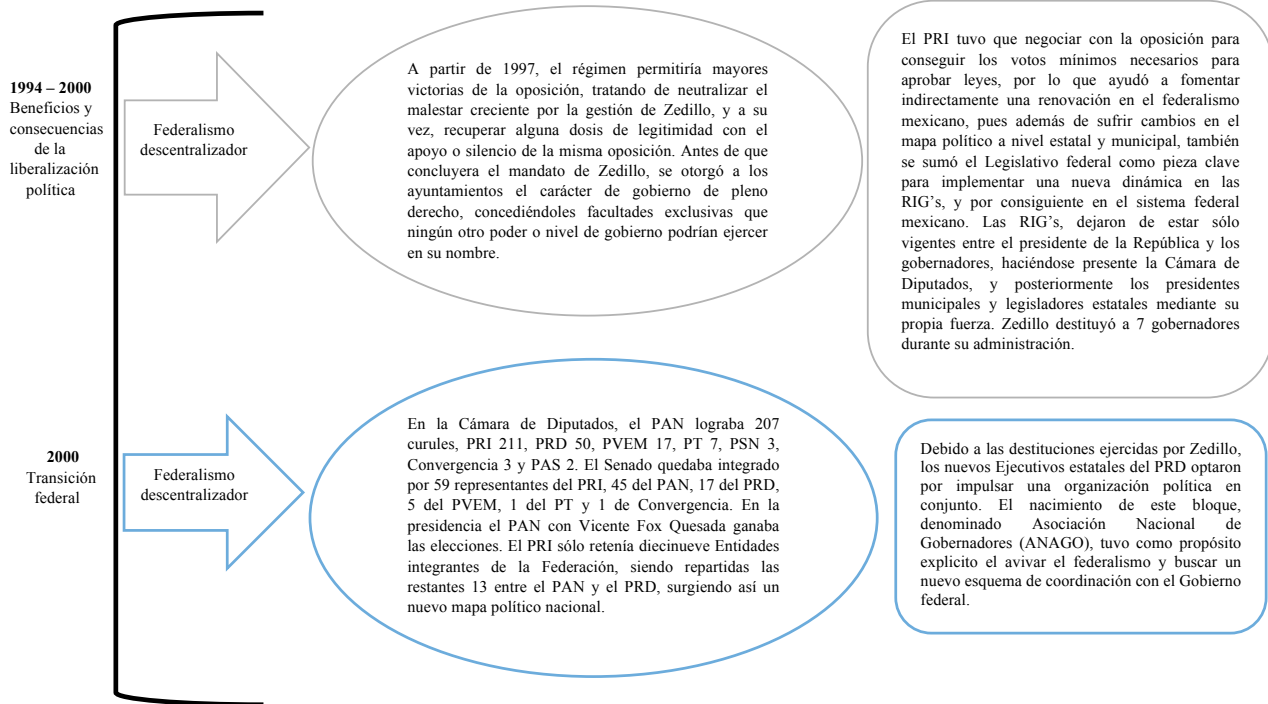 1994 – 2000
Beneficios y
consecuencias
de la
liberalización
política
Federalismo
descentralizador
A partir de 1997, el régimen permitiría mayores
victorias de la oposición, tratando de neutralizar el
malestar creciente por la gestión de Zedillo, y a su
vez, recuperar alguna dosis de legitimidad con el
apoyo o silencio de la misma oposición. Antes de que
concluyera el mandato de Zedillo, se otorgó a los
ayuntamientos el carácter de gobierno de pleno
derecho, concediéndoles facultades exclusivas que
ningún otro poder o nivel de gobierno podrían ejercer
en su nombre.
El PRI tuvo que negociar con la oposición para
conseguir los votos mínimos necesarios para
aprobar leyes, por lo que ayudó a fomentar
indirectamente una renovación en el federalismo
mexicano, pues además de sufrir cambios en el
mapa político a nivel estatal y municipal, también
se sumó el Legislativo federal como pieza clave
para implementar una nueva dinámica en las
RIG's, y por consiguiente en el sistema federal
mexicano. Las RIG's, dejaron de estar sólo
vigentes entre el presidente de la República y los
gobernadores, haciéndose presente la Cámara de
Diputados, y posteriormente los presidentes
municipales y legisladores estatales mediante su
propia fuerza. Zedillo destituyó a 7 gobernadores
durante su administración.
2000
Transición
federal
Federalismo
descentralizador
En la Cámara de Diputados, el PAN lograba 207
curules, PRI 211, PRD 50, PVEM 17, PT 7, PSN 3,
Convergencia 3 y PAS 2. El Senado quedaba integrado
por 59 representantes del PRI, 45 del PAN, 17 del PRD,
5 del PVEM, 1 del PT y 1 de Convergencia. En la
presidencia el PAN con Vicente Fox Quesada ganaba
las elecciones. El PRI sólo retenía diecinueve Entidades
integrantes de la Federación, siendo repartidas las
restantes 13 entre el PAN y el PRD, surgiendo así un
nuevo mapa político nacional.
Debido a las destituciones ejercidas por Zedillo,
los nuevos Ejecutivos estatales del PRD optaron
por impulsar una organización política en
conjunto. El nacimiento de este bloque,
denominado Asociación Nacional de
Gobernadores (ANAGO), tuvo como propósito
explicito el avivar el federalismo y buscar un
nuevo esquema de coordinación con el Gobierno
federal.